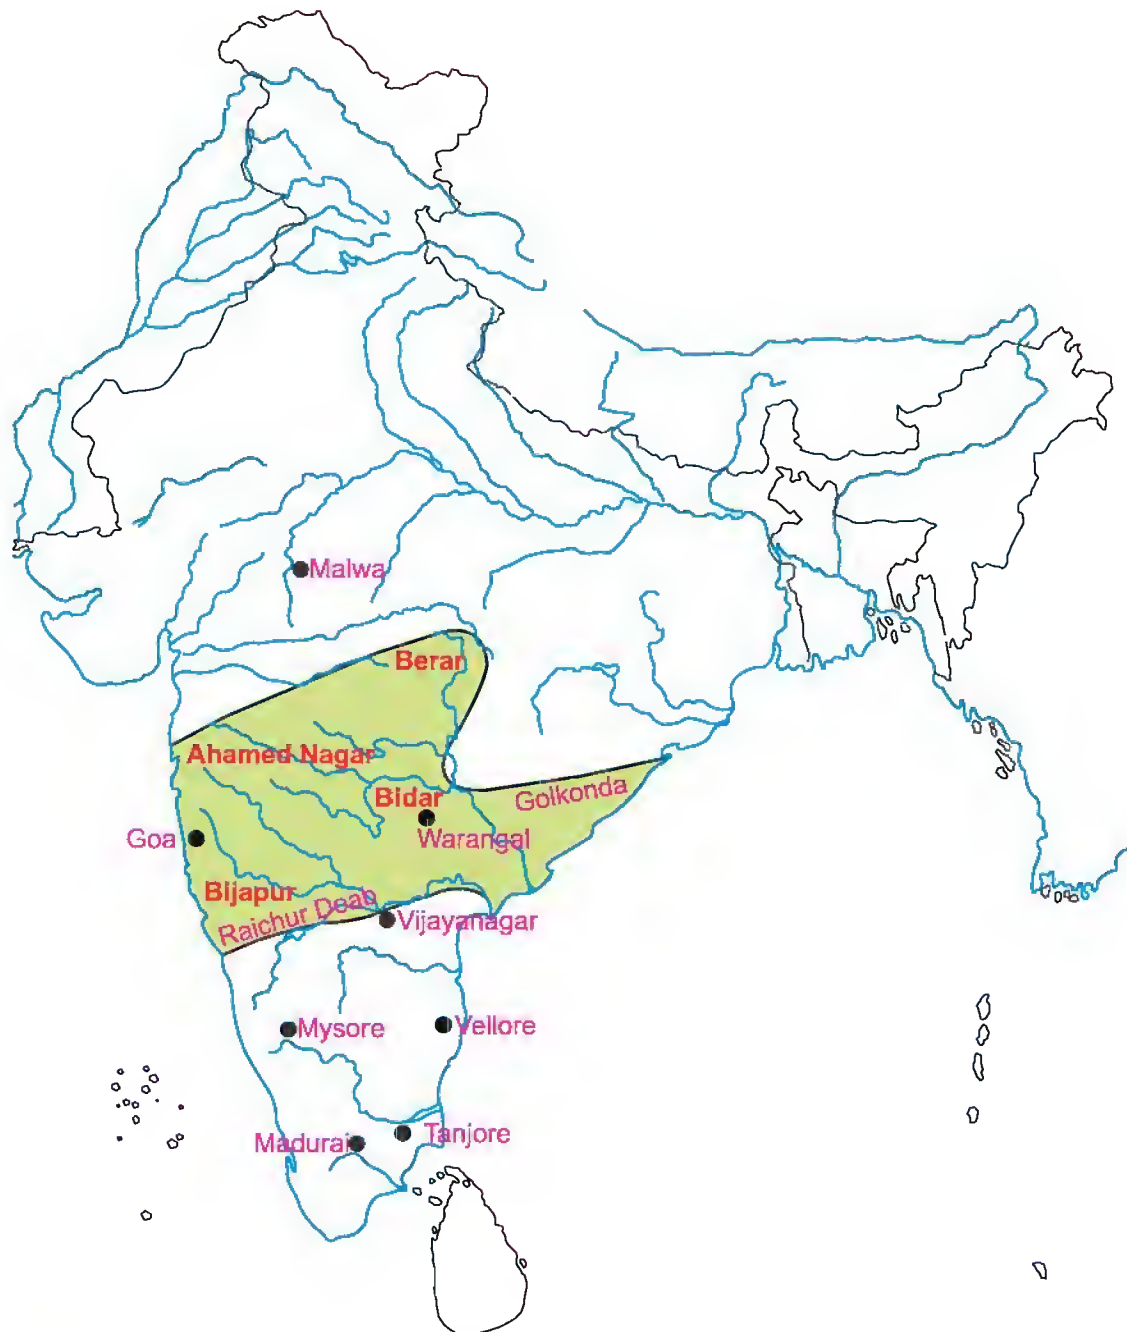 Malwa
Berar
Ahamed Nagar
Bidar
Golkonda
Goa
Warangal
Bijapur
Raichur Doab
Vijayanagar
Mysore
Vellore
Madurai
Tanjore